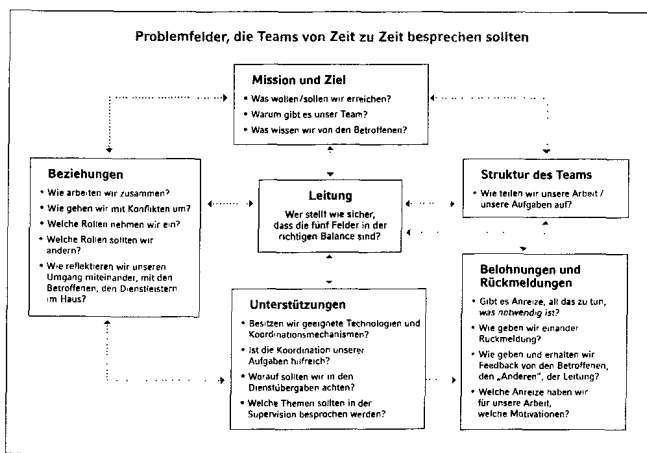 Problemfelder, die Teams von Zeit zu Zeit besprechen sollten
Mission und Ziel
• Was wollen/sollen wir erreichen?
• Warum gibt es unser Team?
• Was wissen wir von den Betroffenen?
Beziehungen
• Wie arbeiten wir zusammen?
• Wie gehen wir mit Konflikten um?
• Welche Rollen nehmen wir ein?
• Welche Rollen sollten wir
ändern?
• Wie reflektieren wir unseren
Umgang miteinander, mit den
Betroffenen, den Dienstleistern
im Haus?
Leitung
Wer stellt wie sicher,
dass die fünf Felder in der
richtigen Balance sind?
Struktur des Teams
• Wie teilen wir unsere Arbeit/
unsere Aufgaben auf?
Unterstützungen
• Besitzen wir geeignete Technologien und
Koordinationsmechanismen?
• Ist die Koordination unserer
Aufgaben hilfreich?
• Worauf sollten wir in den
Dienstübergaben achten?
• Welche Themen sollten in der
Supervision besprochen werden?
Belohnungen und
Rückmeldungen
• Gibt es Anreize, all das zu tun,
was notwendig ist?
• Wie geben wir einander
Rückmeldung?
• Wie geben und erhalten wir
Feedback von den Betroffenen,
den „Anderen", der Leitung?
• Welche Anreize haben wir
für unsere Arbeit,
welche Motivationen?